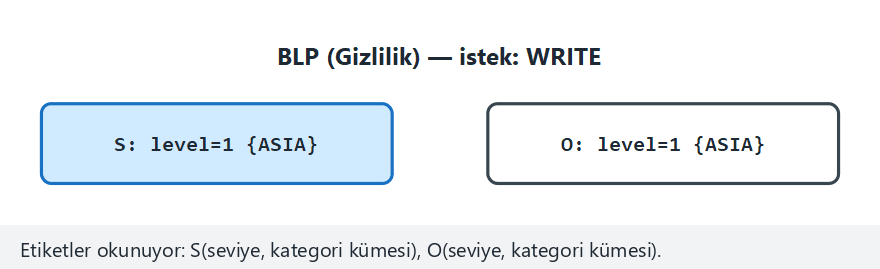 BLP (Gizlilik) — istek: WRITE
S: level=1 {ASIA}
O: level=1 {ASIA}
Etiketler okunuyor: S(seviye, kategori kümesi), O(seviye, kategori kümesi).